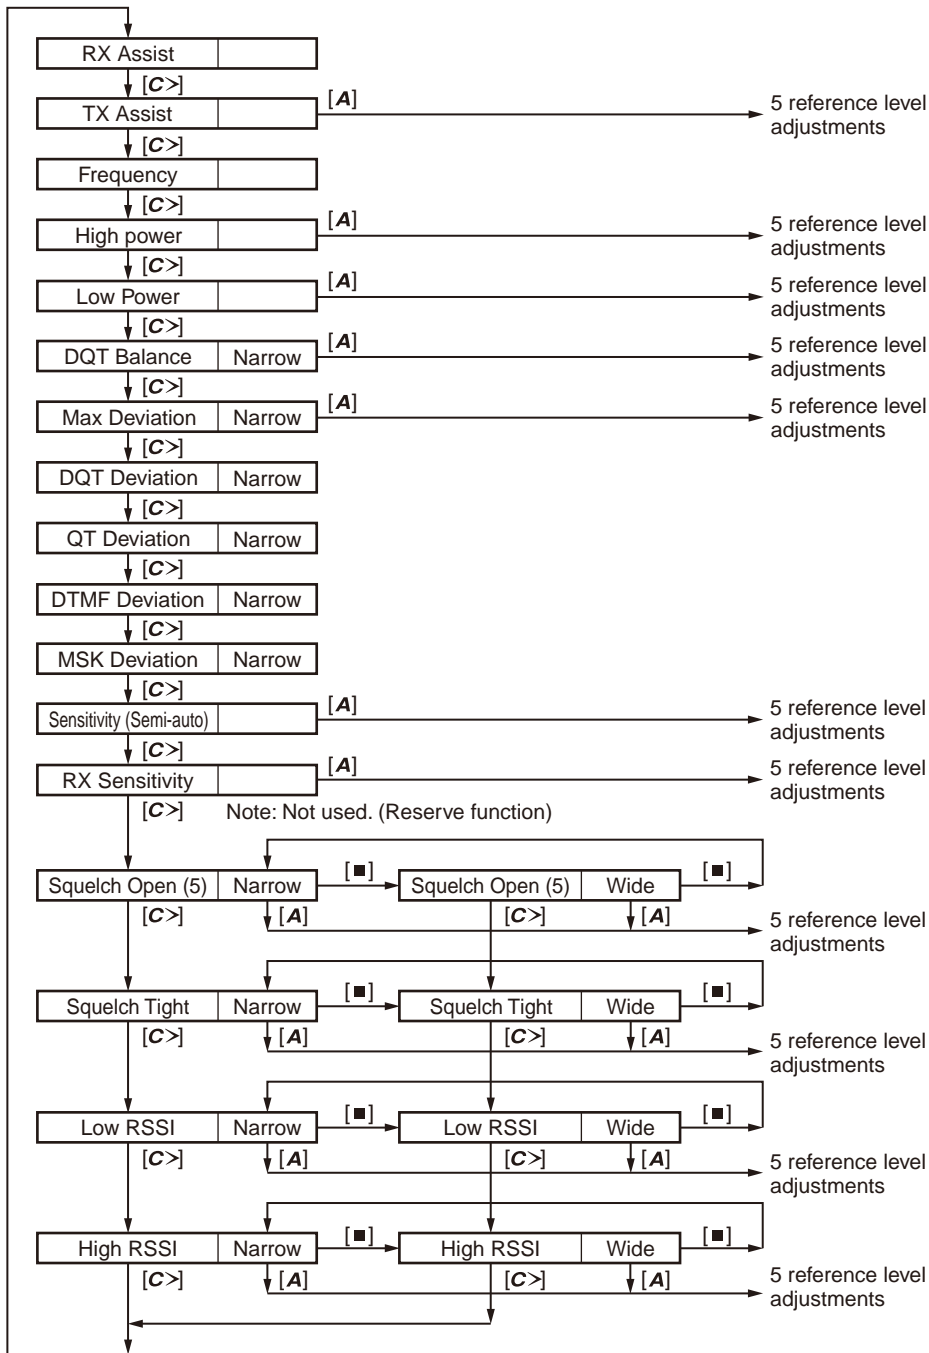 RX Assist
[C>]
TX Assist
[A]
5 reference level
adjustments
[C>]
Frequency
[C>]
High power
[A]
5 reference level
adjustments
[C>]
Low Power
[A]
5 reference level
adjustments
[C>]
DQT Balance Narrow
[A]
5 reference level
adjustments
[C>]
Max Deviation Narrow
[A]
5 reference level
adjustments
[C>]
DQT Deviation Narrow
[C>]
QT Deviation Narrow
[C>]
DTMF Deviation Narrow
[C>]
MSK Deviation Narrow
[C>]
Sensitivity (Semi-auto)
[A]
5 reference level
adjustments
[C>]
RX Sensitivity
[A]
5 reference level
adjustments
[C>]
Note: Not used. (Reserve function)
Squelch Open (5) Narrow [■] Squelch Open (5) Wide [■]
[C>] [A] [C>] [A]
5 reference level
adjustments
Squelch Tight Narrow [■] Squelch Tight Wide [■]
[C>] [A] [C>] [A]
5 reference level
adjustments
Low RSSI Narrow [■] Low RSSI Wide [■]
[C>] [A] [C>] [A]
5 reference level
adjustments
High RSSI Narrow [■] High RSSI Wide [■]
[C>] [A] [C>] [A]
5 reference level
adjustments